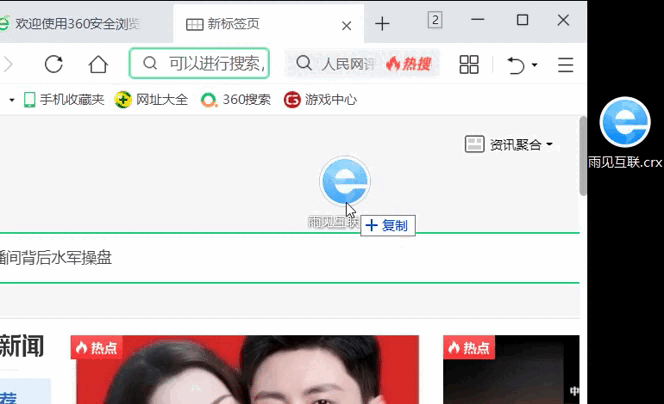 欢迎使用360安全浏览
新标签页
2
可以进行搜索,
人民网评
热搜
手机收藏夹
网址大全
360搜索
游戏中心
资讯聚合
雨见互联.crx
雨见互联
复制
播间背后水军操盘
新闻
热点
热点
荐
中